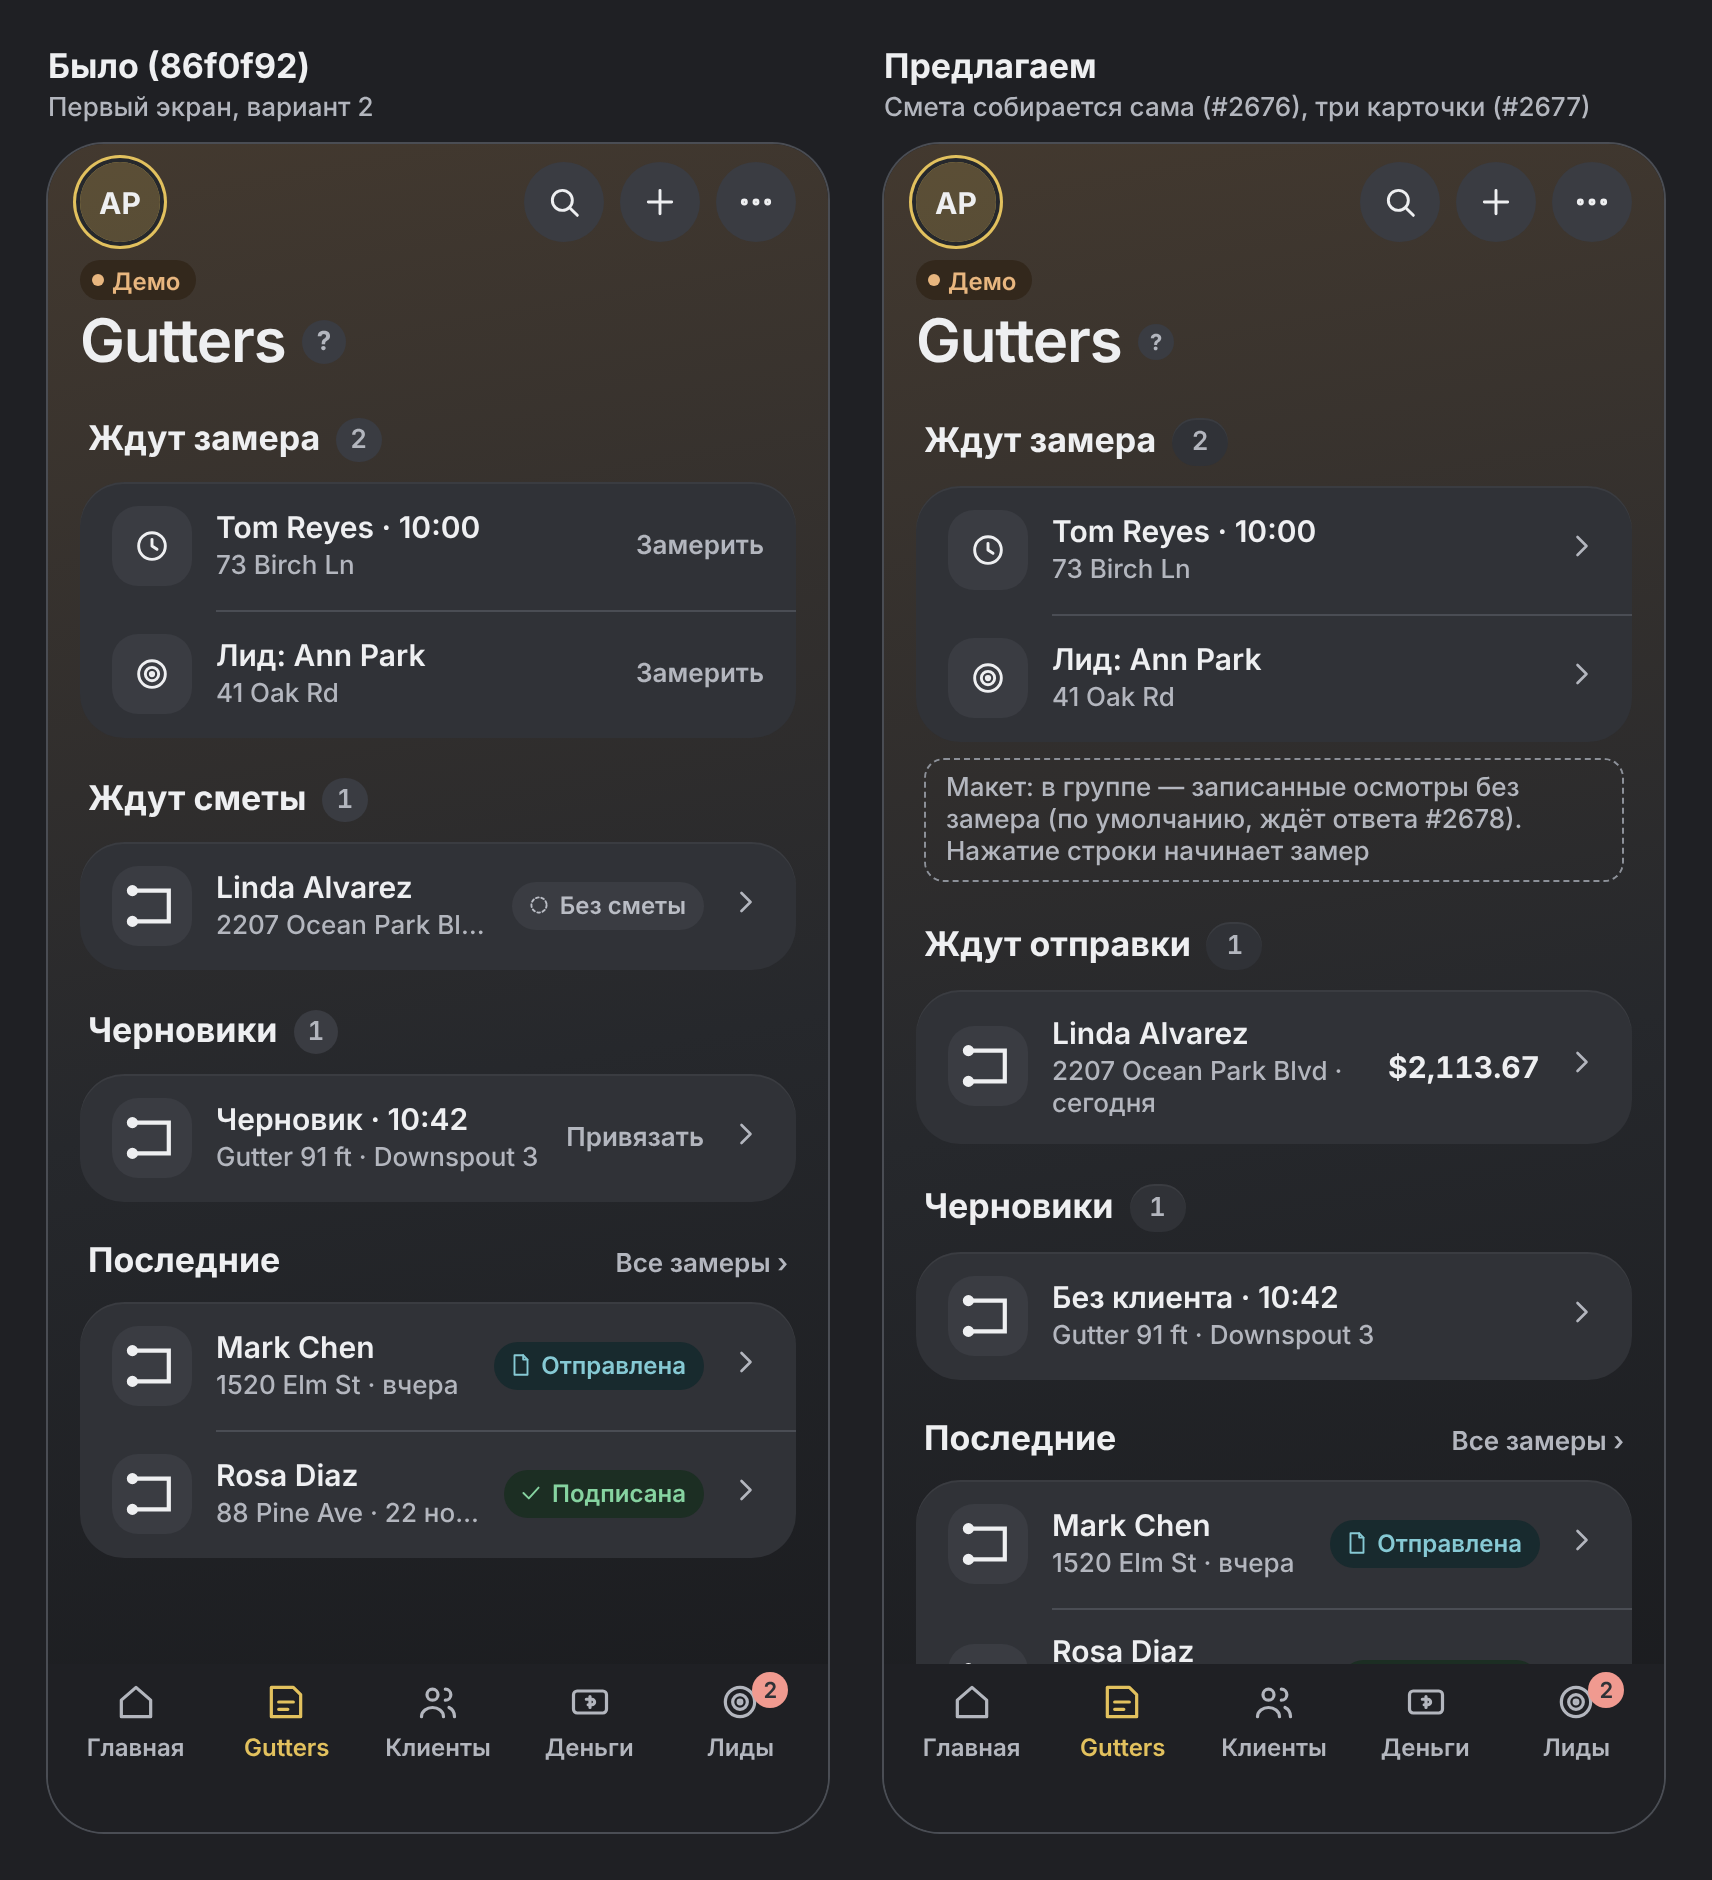 Было (86f0f92)
Первый экран, вариант 2
AP
Демо
Gutters ?
Ждут замера 2
Tom Reyes · 10:00
73 Birch Ln
Замерить
Лид: Ann Park
41 Oak Rd
Замерить
Ждут сметы 1
Linda Alvarez
2207 Ocean Park Bl...
Без сметы
Черновики 1
Черновик · 10:42
Gutter 91 ft · Downspout 3
Привязать
Последние
Все замеры ›
Mark Chen
1520 Elm St · вчера
Отправлена
Rosa Diaz
88 Pine Ave · 22 но...
Подписана
2
Главная
Gutters
Клиенты
Деньги
Лиды
Предлагаем
Смета собирается сама (#2676), три карточки (#2677)
AP
Демо
Gutters ?
Ждут замера 2
Tom Reyes · 10:00
73 Birch Ln
Лид: Ann Park
41 Oak Rd
Макет: в группе — записанные осмотры без
замера (по умолчанию, ждёт ответа #2678).
Нажатие строки начинает замер
Ждут отправки 1
Linda Alvarez
2207 Ocean Park Blvd ·
сегодня
$2,113.67
Черновики 1
Без клиента · 10:42
Gutter 91 ft · Downspout 3
Последние
Все замеры ›
Mark Chen
1520 Elm St · вчера
Отправлена
Rosa Diaz
2
Главная
Gutters
Клиенты
Деньги
Лиды